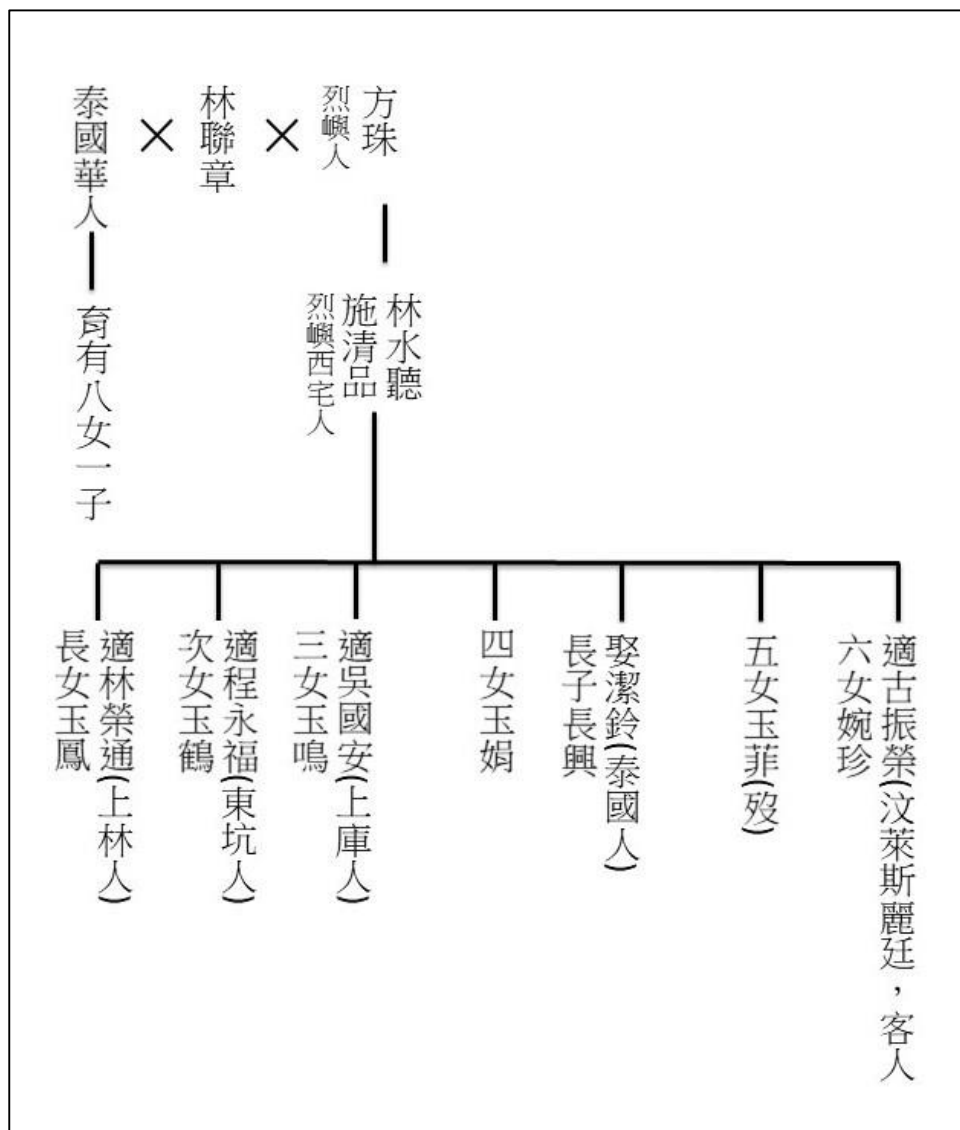 泰國華人
×
林聯章
×
方珠
烈嶼人
育有八女一子
林水聽
施清品
烈嶼西宅人
長女玉鳳
適林榮通(上林人)
次女玉鶴
適程永福(東坑人)
三女玉鳴
適吳國安(上庫人)
四女玉娟
長子長興
娶潔鈴(泰國人)
五女玉菲(歿)
六女婉珍
適古振榮(汶萊斯麗廷，客人